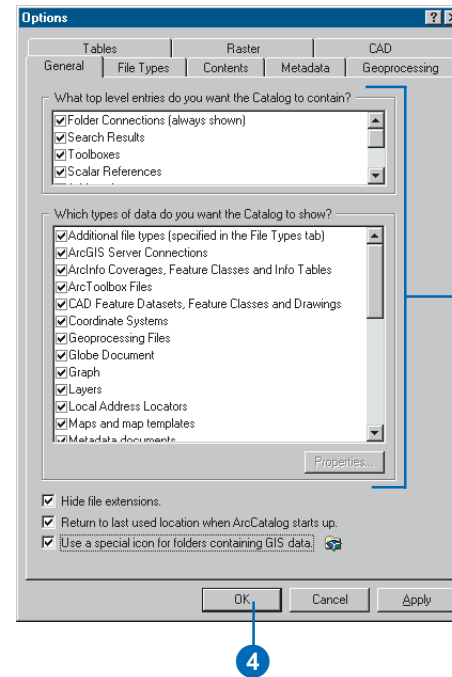 Options
Tables Raster CAD
General File Types Contents Metadata Geoprocessing
What top level entries do you want the Catalog to contain?
Folder Connections (always shown)
Search Results
Toolboxes
Scalar References
Which types of data do you want the Catalog to show?
Additional file types (specified in the File Types tab)
ArcGIS Server Connections
ArcInfo Coverages, Feature Classes and Info Tables
ArcToolbox Files
CAD Feature Datasets, Feature Classes and Drawings
Coordinate Systems
Geoprocessing Files
Globe Document
Graph
Layers
Local Address Locators
Maps and map templates
Metadata documents
Properties...
Hide file extensions.
Return to last used location when ArcCatalog starts up.
Use a special icon for folders containing GIS data.
OK Cancel Apply
4